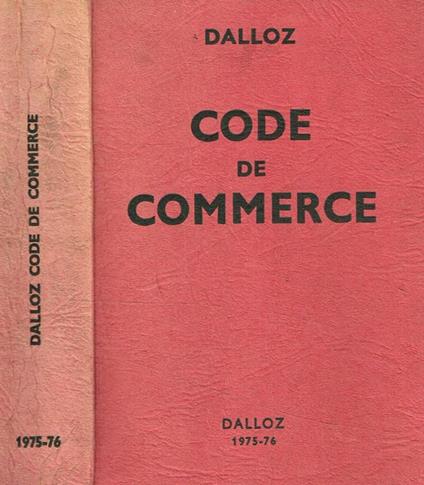 DALLOZ CODE DE COMMERCE
1975-76
DALLOZ
CODE
DE
COMMERCE
DALLOZ
1975-76